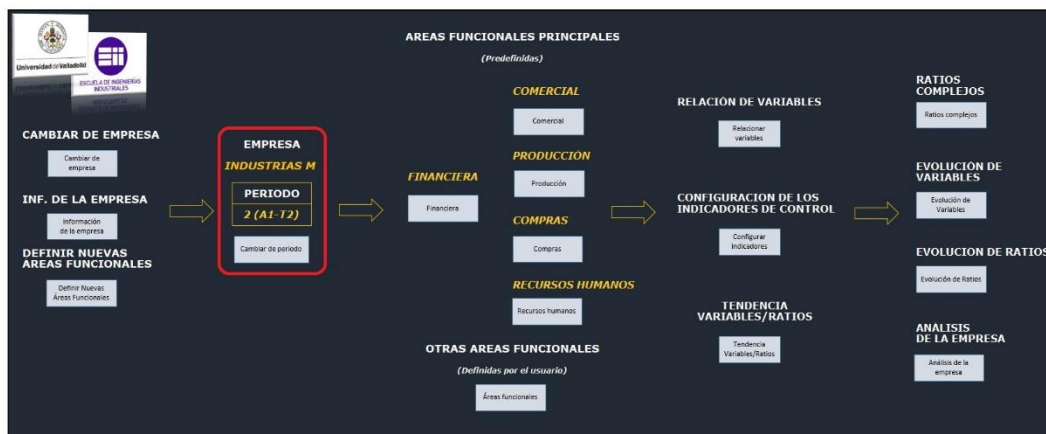 Universidad de Valladolid
ESCUELA DE INGENIERÍAS
INDUSTRIALES
CAMBIAR DE EMPRESA
Cambiar de
empresa
INF. DE LA EMPRESA
Información
de la empresa
DEFINIR NUEVAS
AREAS FUNCIONALES
Definir Nuevas
Áreas Funcionales
EMPRESA
INDUSTRIAS M
PERIODO
2 (A1-T2)
Cambiar de periodo
AREAS FUNCIONALES PRINCIPALES
(Predefinidas)
FINANCIERA
Financiera
COMERCIAL
Comercial
PRODUCCIÓN
Producción
COMPRAS
Compras
RECURSOS HUMANOS
Recursos humanos
OTRAS AREAS FUNCIONALES
(Definidas por el usuario)
Áreas funcionales
RELACIÓN DE VARIABLES
Relacionar
variables
CONFIGURACION DE LOS
INDICADORES DE CONTROL
Configurar
indicadores
TENDENCIA
VARIABLES/RATIOS
Tendencia
Variables/Ratios
RATIOS
COMPLEJOS
Ratios complejos
EVOLUCIÓN DE
VARIABLES
Evolución de
Variables
EVOLUCION DE RATIOS
Evolución de Ratios
ANÁLISIS
DE LA EMPRESA
Análisis de la
empresa